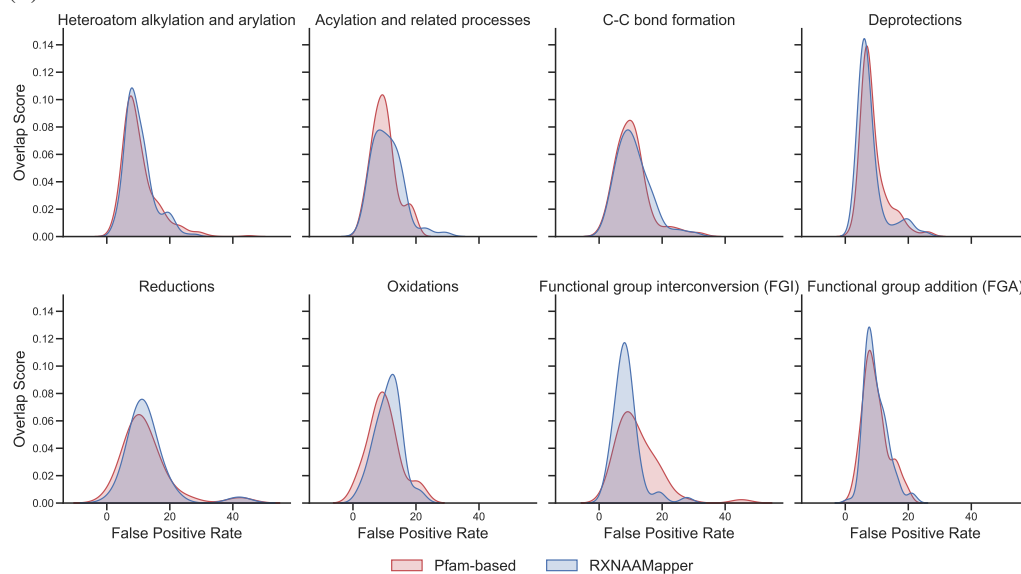 Heteroatom alkylation and arylation
Acylation and related processes
C-C bond formation
Deprotections
0.14
0.12
0.10
0.08
0.06
0.04
0.02
0.00
Overlap Score
Reductions
Oxidations
Functional group interconversion (FGI)
Functional group addition (FGA)
0.14
0.12
0.10
0.08
0.06
0.04
0.02
0.00
Overlap Score
0 20 40
0 20 40
0 20 40
0 20 40
False Positive Rate
False Positive Rate
False Positive Rate
False Positive Rate
Pfam-based
RXNAAMapper